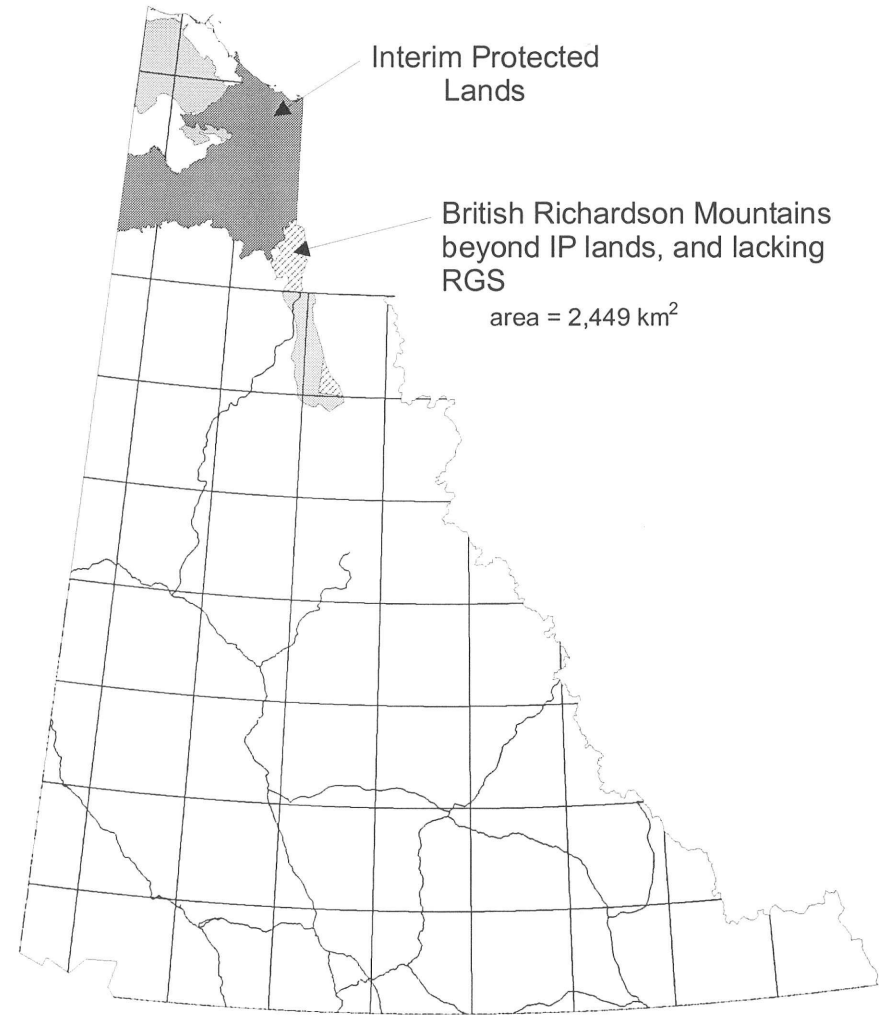 Interim Protected
Lands
British Richardson Mountains
beyond IP lands, and lacking
RGS
area = 2,449 km²